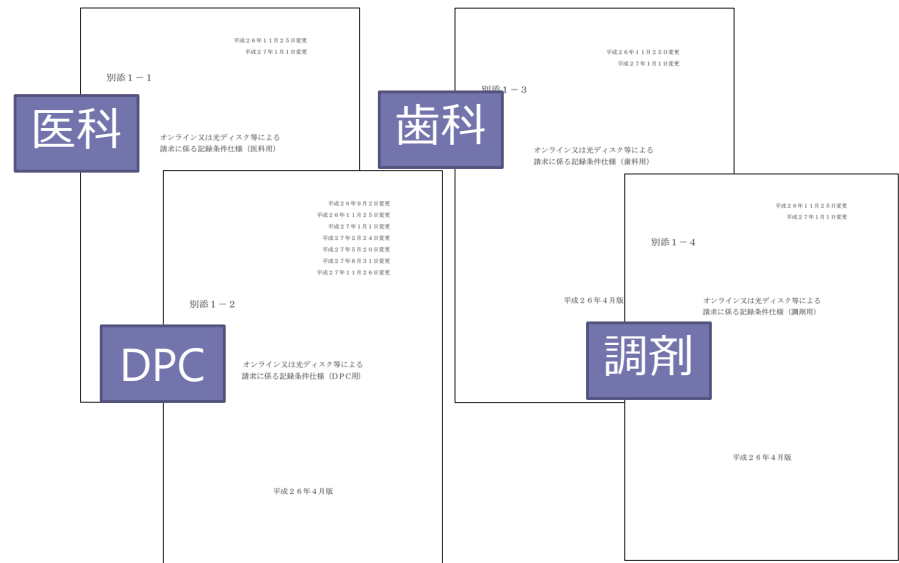 平成２６年１１月２５日変更
平成２７年１月１日変更
別添１－１
医科
オンライン又は光ディスク等による
請求に係る記録条件仕様（医科用）
平成２６年１１月２５日変更
平成２７年１月１日変更
別添１－３
歯科
オンライン又は光ディスク等による
請求に係る記録条件仕様（歯科用）
平成２６年４月版
平成２６年９月２日変更
平成２６年１１月２５日変更
平成２７年１月１日変更
平成２７年２月２４日変更
平成２７年５月２０日変更
平成２７年８月３１日変更
平成２７年１１月２６日変更
別添１－２
DPC
オンライン又は光ディスク等による
請求に係る記録条件仕様（ＤＰＣ用）
平成２６年４月版
平成２６年１１月２５日変更
平成２７年１月１日変更
別添１－４
オンライン又は光ディスク等による
請求に係る記録条件仕様（調剤用）
調剤
平成２６年４月版